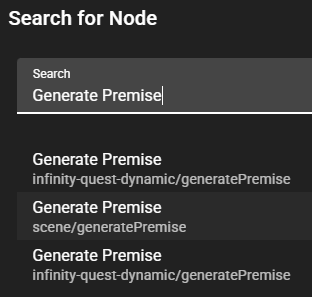 Search for Node
Search
Generate Premise
Generate Premise
infinity-quest-dynamic/generatePremise
Generate Premise
scene/generatePremise
Generate Premise
infinity-quest-dynamic/generatePremise